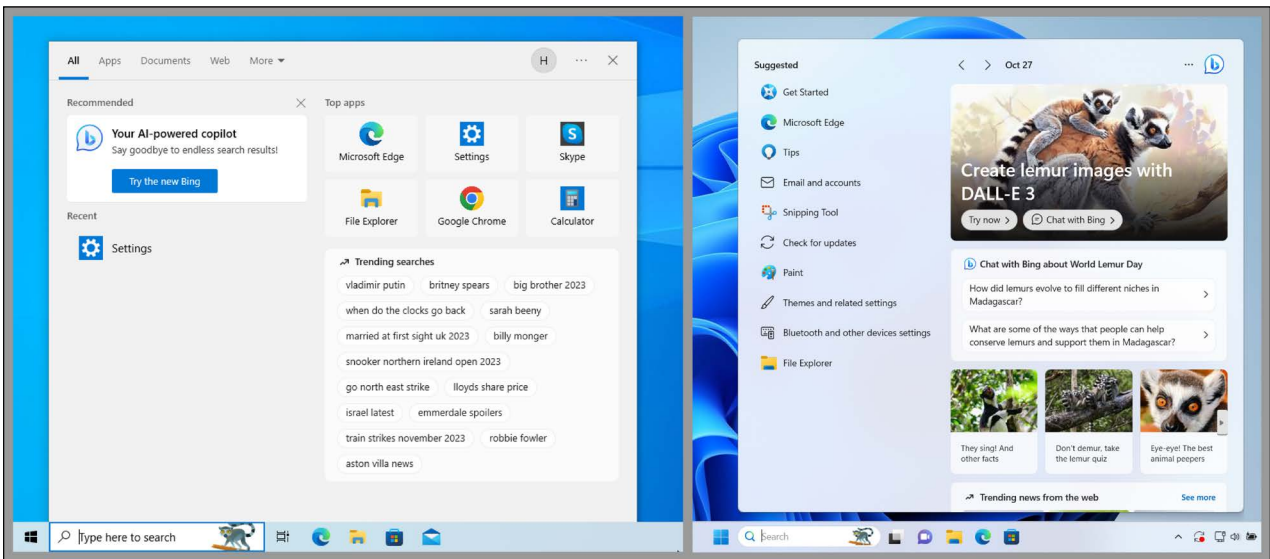 All Apps Documents Web More
H
Recommended
Your AI-powered copilot
Say goodbye to endless search results!
Try the new Bing
Recent
Settings
Top apps
Microsoft Edge Settings Skype
File Explorer Google Chrome Calculator
Trending searches
vladimir putin britney spears big brother 2023
when do the clocks go back sarah beeny
married at first sight uk 2023 billy monger
snooker northern ireland open 2023
go north east strike lloyds share price
israel latest emmerdale spoilers
train strikes november 2023 robbie fowler
aston villa news
Type here to search
Suggested
Get Started
Microsoft Edge
Tips
Email and accounts
Snipping Tool
Check for updates
Paint
Themes and related settings
Bluetooth and other devices settings
File Explorer
Oct 27
Create lemur images with
DALL-E 3
Try now Chat with Bing
Chat with Bing about World Lemur Day
How did lemurs evolve to fill different niches in
Madagascar?
What are some of the ways that people can help
conserve lemurs and support them in Madagascar?
They sing! And
other facts
Don't demur, take
the lemur quiz
Eye-eye! The best
animal peepers
Trending news from the web See more
Search